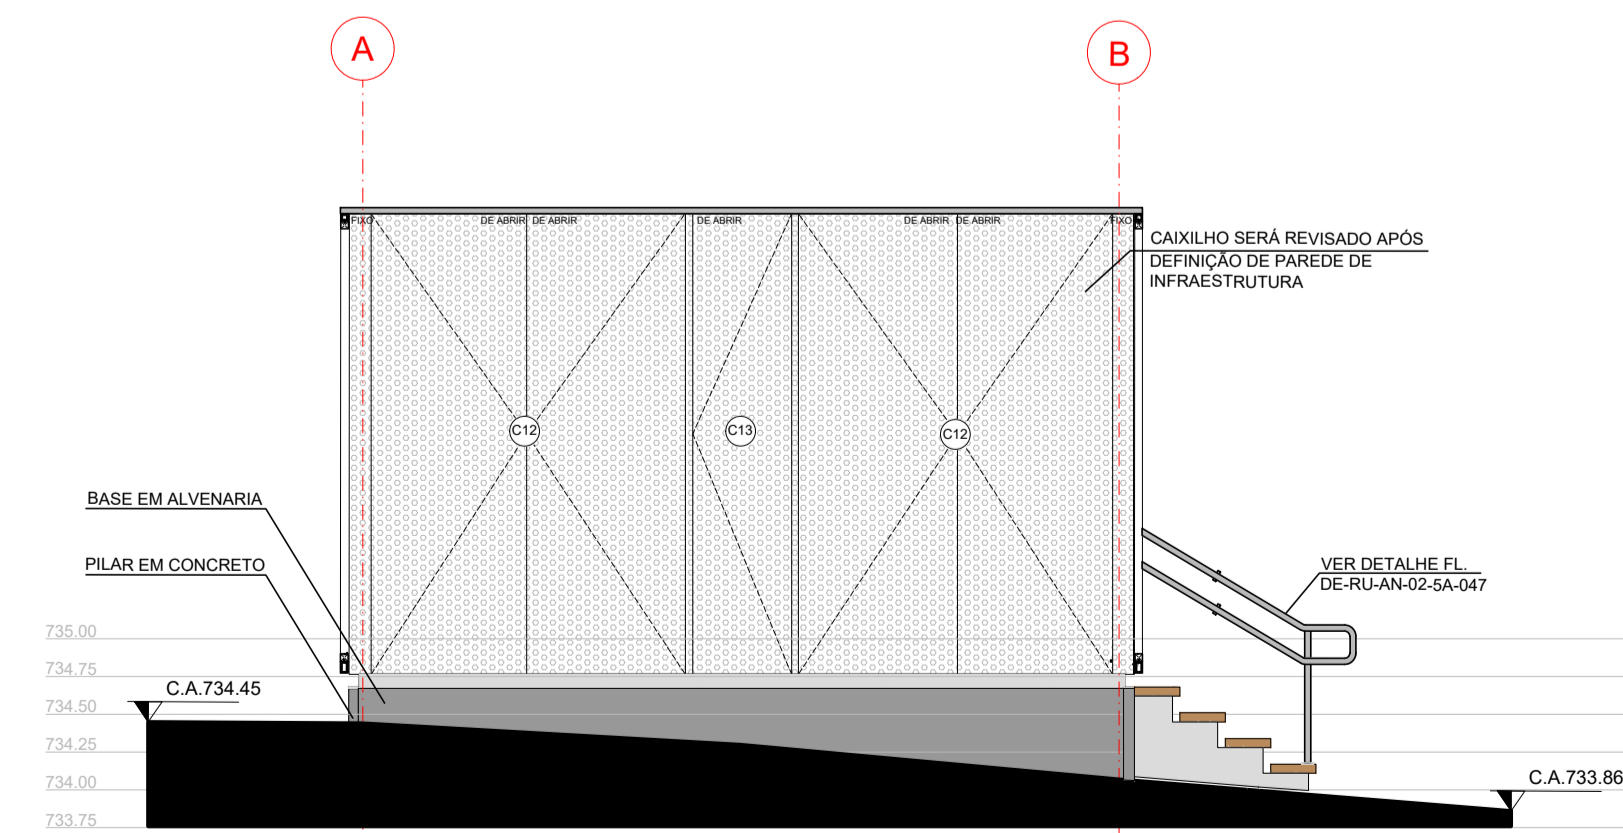 A
B
FIXO
DE ABRIR
DE ABRIR
DE ABRIR
DE ABRIR
DE ABRIR
FIXO
CAIXILHO SERÁ REVISADO APÓS
DEFINIÇÃO DE PAREDE DE
INFRAESTRUTURA
C12
C13
C12
BASE EM ALVENARIA
PILAR EM CONCRETO
VER DETALHE FL.
DE-RU-AN-02-5A-047
735.00
734.75
C.A.734.45
734.50
734.25
734.00
C.A.733.86
733.75